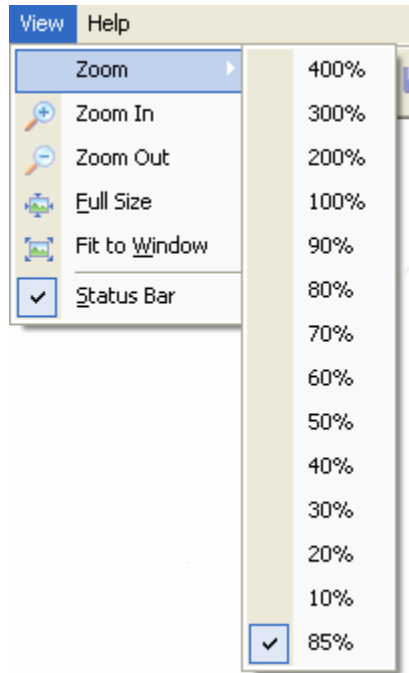 View Help
Zoom
Zoom In
Zoom Out
Full Size
Fit to Window
Status Bar
400%
300%
200%
100%
90%
80%
70%
60%
50%
40%
30%
20%
10%
85%